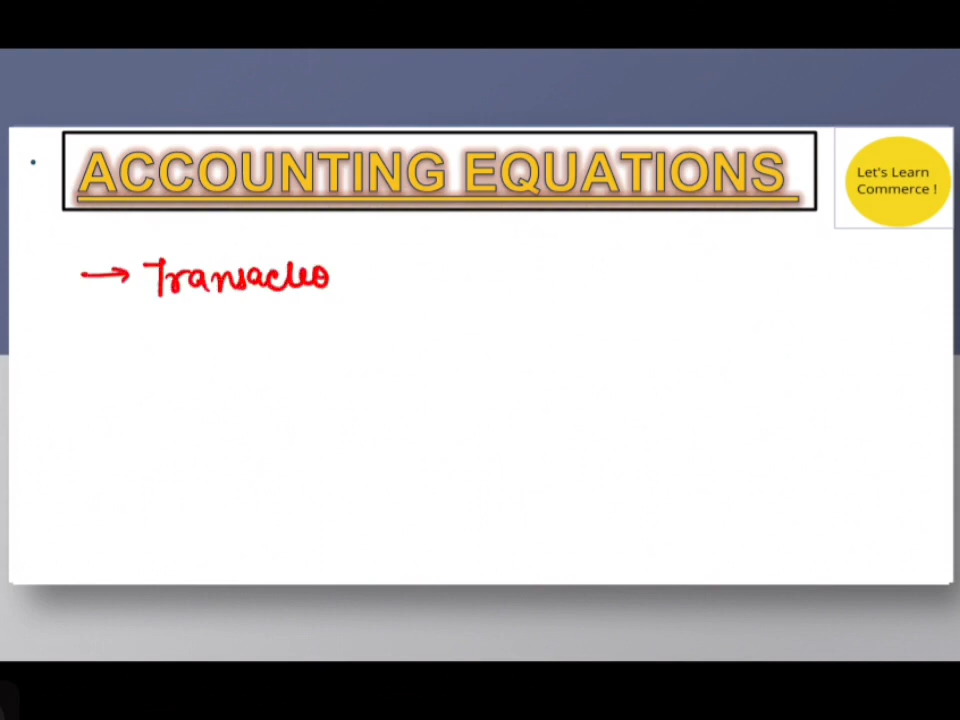 ACCOUNTING EQUATIONS
Let's Learn
Commerce !
→ Transactio